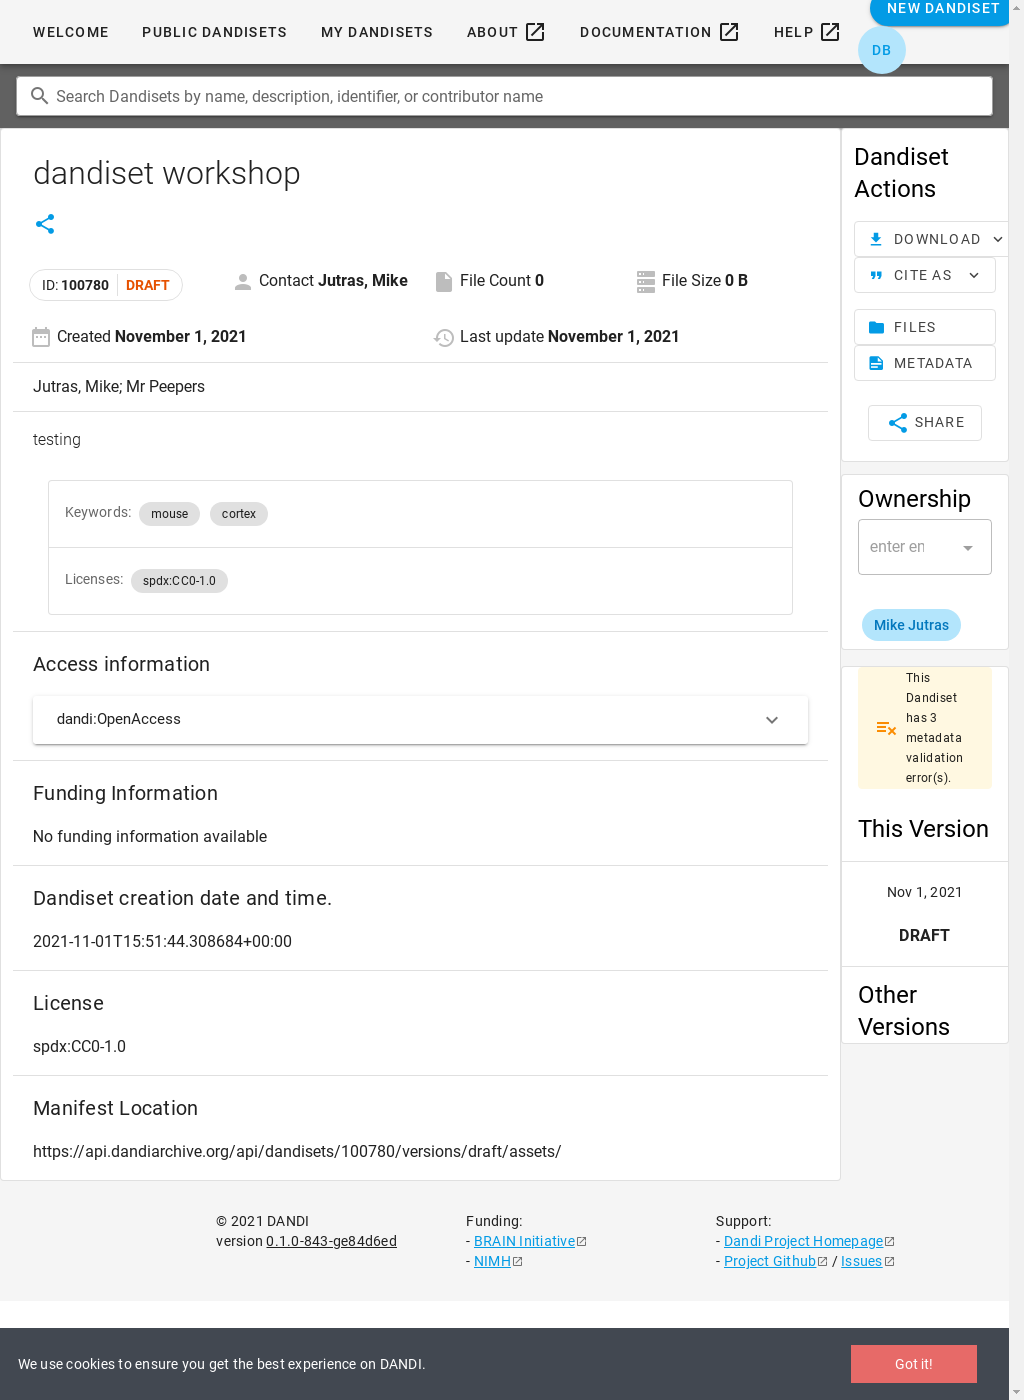 WELCOME PUBLIC DANDISETS MY DANDISETS ABOUT DOCUMENTATION HELP NEW DANDISET
DB
Search Dandisets by name, description, identifier, or contributor name
dandiset workshop
ID: 100780 DRAFT
Contact Jutras, Mike
File Count 0
File Size 0 B
Created November 1, 2021
Last update November 1, 2021
Jutras, Mike; Mr Peepers
testing
Keywords: mouse cortex
Licenses: spdx:CC0-1.0
Access information
dandi:OpenAccess
Funding Information
No funding information available
Dandiset creation date and time.
2021-11-01T15:51:44.308684+00:00
License
spdx:CC0-1.0
Manifest Location
https://api.dandiarchive.org/api/dandisets/100780/versions/draft/assets/
Dandiset
Actions
DOWNLOAD
CITE AS
FILES
METADATA
SHARE
Ownership
enter en
Mike Jutras
This
Dandiset
has 3
metadata
validation
error(s).
This Version
Nov 1, 2021
DRAFT
Other
Versions
© 2021 DANDI
version 0.1.0-843-ge84d6ed
Funding:
- BRAIN Initiative
- NIMH
Support:
- Dandi Project Homepage
- Project Github / Issues
We use cookies to ensure you get the best experience on DANDI.
Got it!